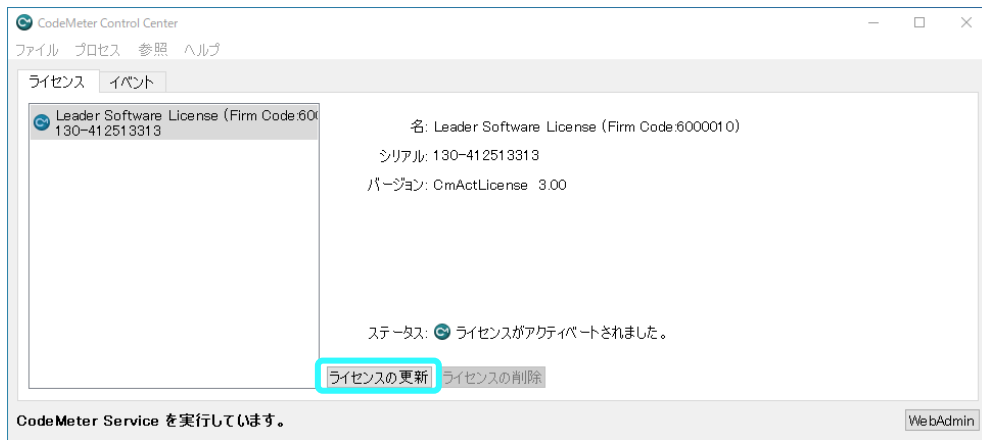 CodeMeter Control Center
ファイル プロセス 参照 ヘルプ
ライセンス イベント
Leader Software License (Firm Code:600
130-412513313
名: Leader Software License (Firm Code:6000010)
シリアル: 130-412513313
バージョン: CmActLicense 3.00
ステータス: ライセンスがアクティベートされました。
ライセンスの更新 ライセンスの削除
CodeMeter Service を実行しています。 WebAdmin